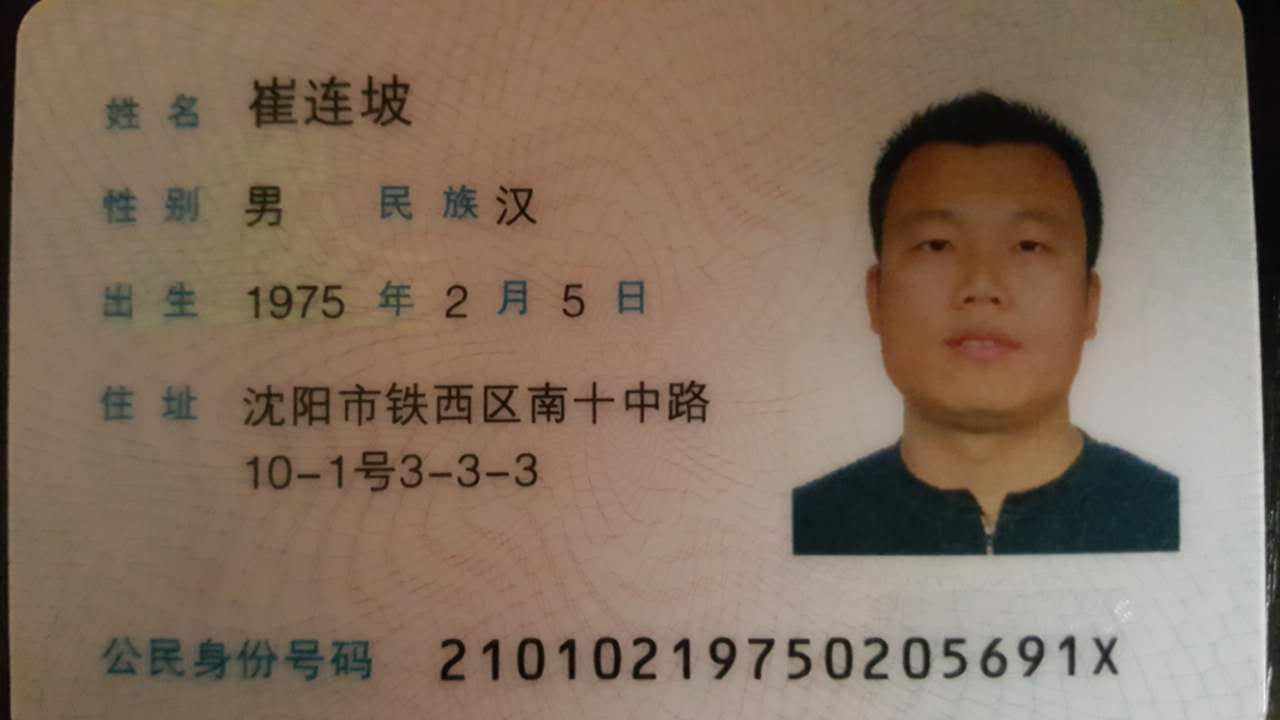 姓名 崔连坡
性别 男 民族 汉
出生 1975 年 2 月 5 日
住址 沈阳市铁西区南十中路
10-1号3-3-3
公民身份号码 21010219750205691X